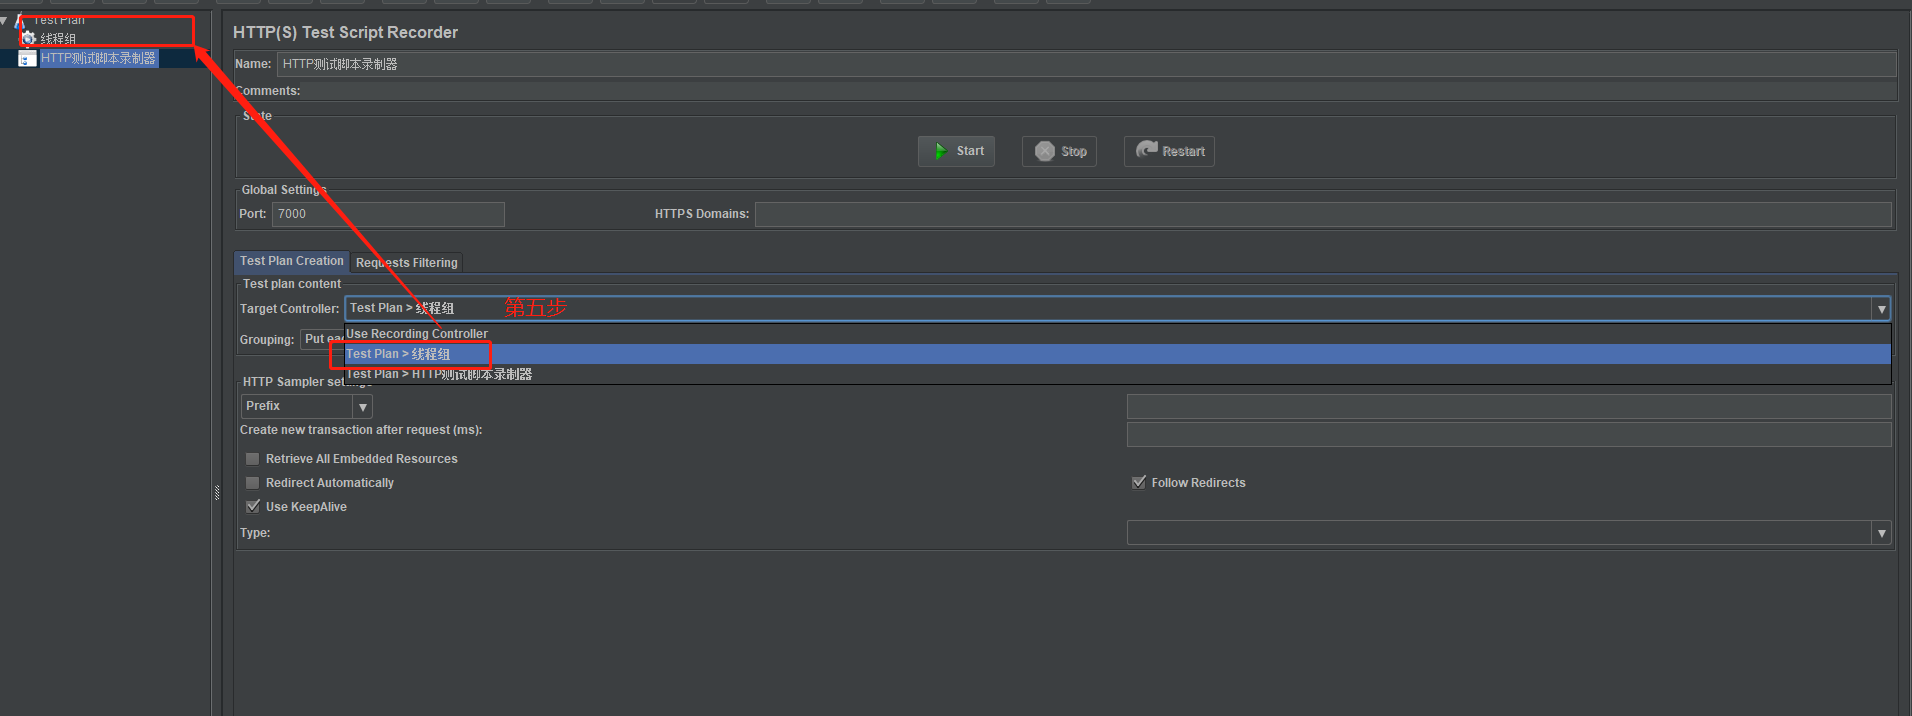 Test Plan
线程组
HTTP测试脚本录制器
HTTP(S) Test Script Recorder
Name: HTTP测试脚本录制器
Comments:
State
Start Stop Restart
Global Settings
Port: 7000 HTTPS Domains:
Test Plan Creation Requests Filtering
Test plan content
Target Controller: Test Plan > 线程组 第五步
Use Recording Controller
Grouping: Put eac
Test Plan > 线程组
Test Plan > HTTP测试脚本录制器
HTTP Sampler settings
Prefix
Create new transaction after request (ms):
Retrieve All Embedded Resources
Redirect Automatically Follow Redirects
Use KeepAlive
Type: